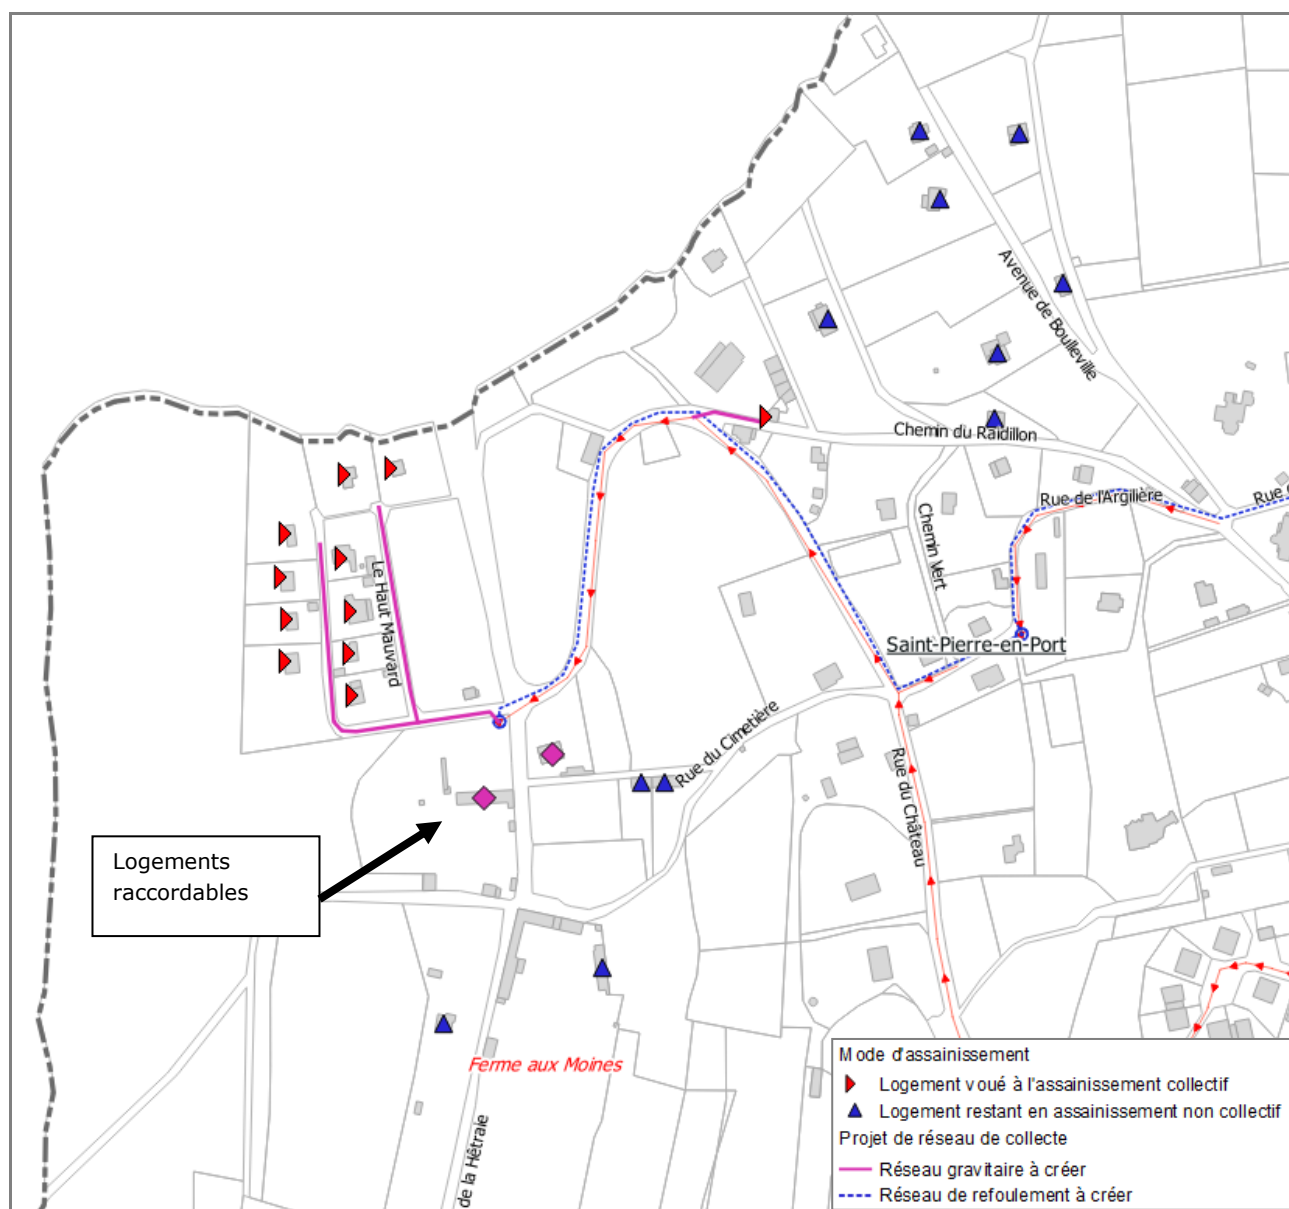 Avenue de Boulleville
Chemin du Raidillon
Rue de l'Argilière
Rue
Chemin Vert
Le Haut Mauvard
Saint-Pierre-en-Port
Rue du Cimetière
Rue du Château
Logements
raccordables
Ferme aux Moines
de la Hêtraie
Mode d'assainissement
Logement voué à l'assainissement collectif
Logement restant en assainissement non collectif
Projet de réseau de collecte
Réseau gravitaire à créer
Réseau de refoulement à créer